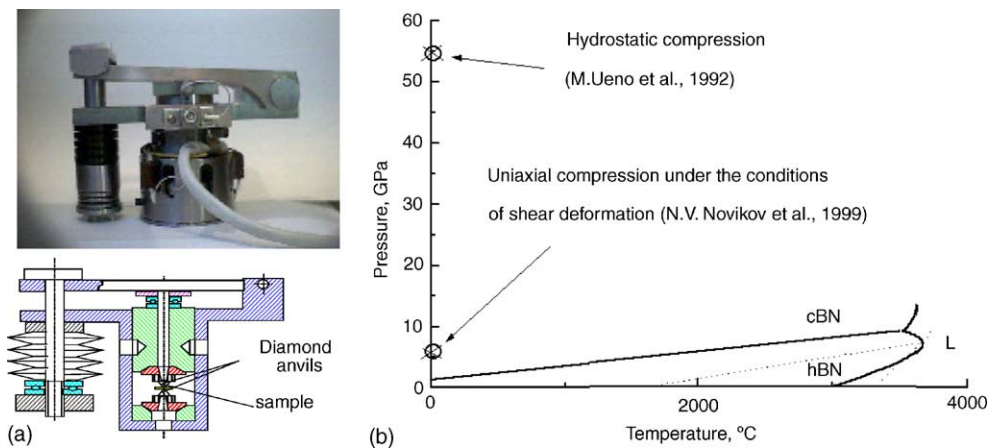 Diamond
anvils
sample
(a)
(b)
60
50
40
30
20
10
0
Pressure, GPa
Hydrostatic compression
(M.Ueno et al., 1992)
Uniaxial compression under the conditions
of shear deformation (N.V. Novikov et al., 1999)
cBN
hBN
L
0
2000
4000
Temperature, ºC